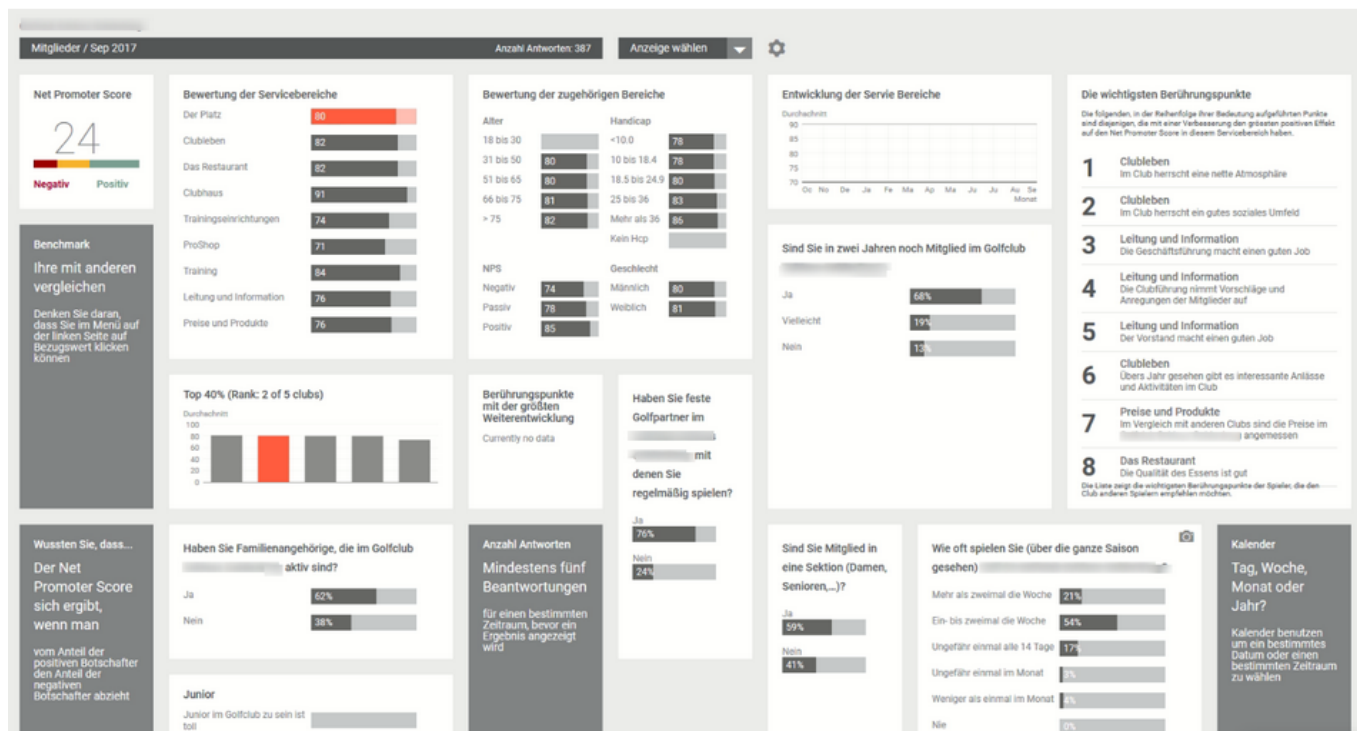 Mitglieder / Sep 2017
Anzahl Antworten: 387
Anzeige wählen
Net Promoter Score
24
Negativ
Positiv
Bewertung der Servicebereiche
Der Platz 80
Clubleben 82
Das Restaurant 82
Clubhaus 91
Trainingseinrichtungen 74
ProShop 71
Training 84
Leitung und Information 76
Preise und Produkte 76
Bewertung der zugehörigen Bereiche
Alter
18 bis 30
31 bis 50 80
51 bis 65 80
66 bis 75 81
> 75 82
Handicap
<10.0 78
10 bis 18.4 78
18.5 bis 24.9 80
25 bis 36 83
Mehr als 36 86
Kein Hcp
NPS
Negativ 74
Passiv 78
Positiv 85
Geschlecht
Männlich 80
Weiblich 81
Entwicklung der Servie Bereiche
Durchschnitt
90
85
80
75
70
Oc No De Ja Fe Ma Ap Ma Ju Ju Au Se
Monat
Die wichtigsten Berührungspunkte
Die folgenden, in der Reihenfolge ihrer Bedeutung aufgeführten Punkte
sind diejenigen, die mit einer Verbesserung den grössten positiven Effekt
auf den Net Promoter Score in diesem Servicebereich haben.
1 Clubleben
Im Club herrscht eine nette Atmosphäre
2 Clubleben
Im Club herrscht ein gutes soziales Umfeld
3 Leitung und Information
Die Geschäftsführung macht einen guten Job
4 Leitung und Information
Die Clubführung nimmt Vorschläge und
Anregungen der Mitglieder auf
5 Leitung und Information
Der Vorstand macht einen guten Job
6 Clubleben
Übers Jahr gesehen gibt es interessante Anlässe
und Aktivitäten im Club
7 Preise und Produkte
Im Vergleich mit anderen Clubs sind die Preise im
angemessen
8 Das Restaurant
Die Qualität des Essens ist gut
Die Liste zeigt die wichtigsten Berührungspunkte der Spieler, die den
Club anderen Spielern empfehlen möchten.
Benchmark
Ihre mit anderen
vergleichen
Denken Sie daran,
dass Sie im Menü auf
der linken Seite auf
Bezugswert klicken
können
Sind Sie in zwei Jahren noch Mitglied im Golfclub
Ja 68%
Vielleicht 19%
Nein 13%
Top 40% (Rank: 2 of 5 clubs)
Durchschnitt
100
80
60
40
20
0
Berührungspunkte
mit der größten
Weiterentwicklung
Currently no data
Haben Sie feste
Golfpartner im
mit
denen Sie
regelmäßig spielen?
Ja
76%
Nein
24%
Wussten Sie, dass...
Der Net
Promoter Score
sich ergibt,
wenn man
vom Anteil der
positiven Botschafter
den Anteil der
negativen
Botschafter abzieht
Haben Sie Familienangehörige, die im Golfclub
aktiv sind?
Ja 62%
Nein 38%
Junior
Junior im Golfclub zu sein ist
toll
Anzahl Antworten
Mindestens fünf
Beantwortungen
für einen bestimmten
Zeitraum, bevor ein
Ergebnis angezeigt
wird
Sind Sie Mitglied in
eine Sektion (Damen,
Senioren,...)?
Ja
59%
Nein
41%
Wie oft spielen Sie (über die ganze Saison
gesehen)
Mehr als zweimal die Woche 21%
Ein- bis zweimal die Woche 54%
Ungefähr einmal alle 14 Tage 17%
Ungefähr einmal im Monat 3%
Weniger als einmal im Monat 4%
Nie 0%
Kalender
Tag, Woche,
Monat oder
Jahr?
Kalender benutzen
um ein bestimmtes
Datum oder einen
bestimmten Zeitraum
zu wählen